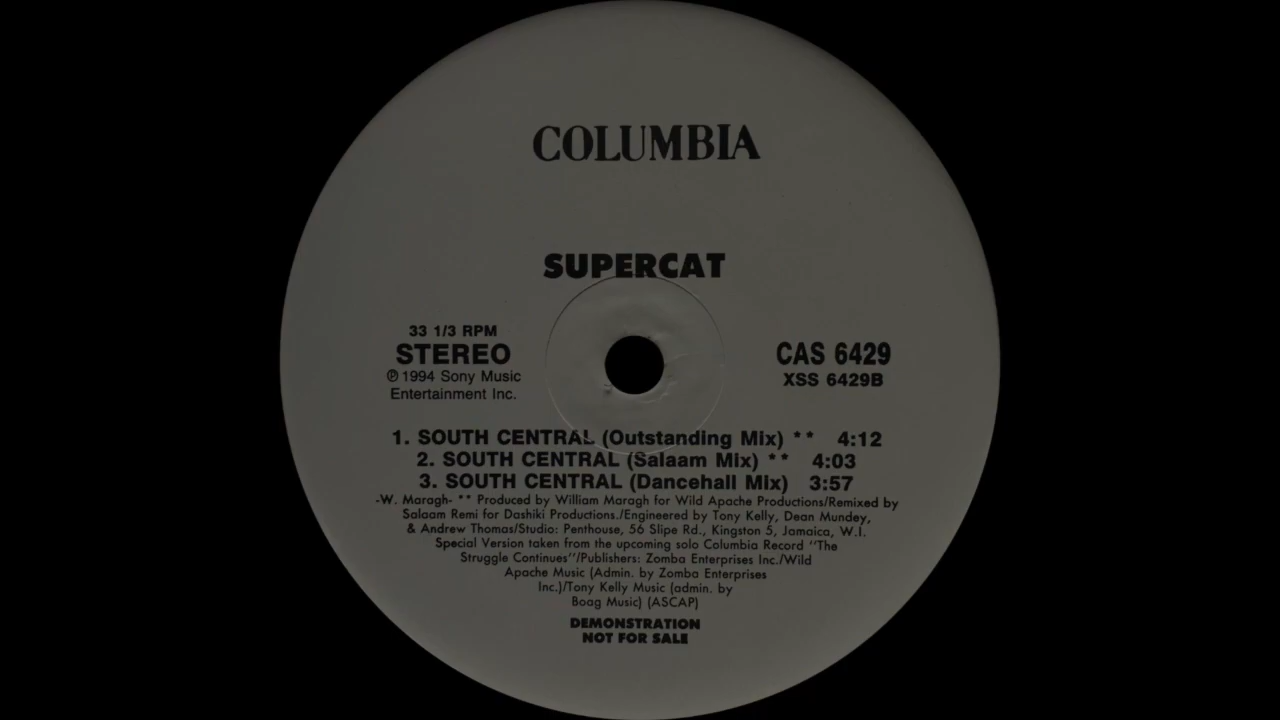 COLUMBIA
SUPERCAT
33 1/3 RPM
STEREO
℗ 1994 Sony Music
Entertainment Inc.
CAS 6429
XSS 6429B
1. SOUTH CENTRAL (Outstanding Mix) ** 4:12
2. SOUTH CENTRAL (Salaam Mix) ** 4:03
3. SOUTH CENTRAL (Dancehall Mix) 3:57
-W. Maragh- ** Produced by William Maragh for Wild Apache Productions/Remixed by
Salaam Remi for Dashiki Productions./Engineered by Tony Kelly, Dean Mundey,
& Andrew Thomas/Studio: Penthouse, 56 Slipe Rd., Kingston 5, Jamaica, W.I.
Special Version taken from the upcoming solo Columbia Record "The
Struggle Continues"/Publishers: Zomba Enterprises Inc./Wild
Apache Music (Admin. by Zomba Enterprises
Inc.)/Tony Kelly Music (admin. by
Boag Music) (ASCAP)
DEMONSTRATION
NOT FOR SALE